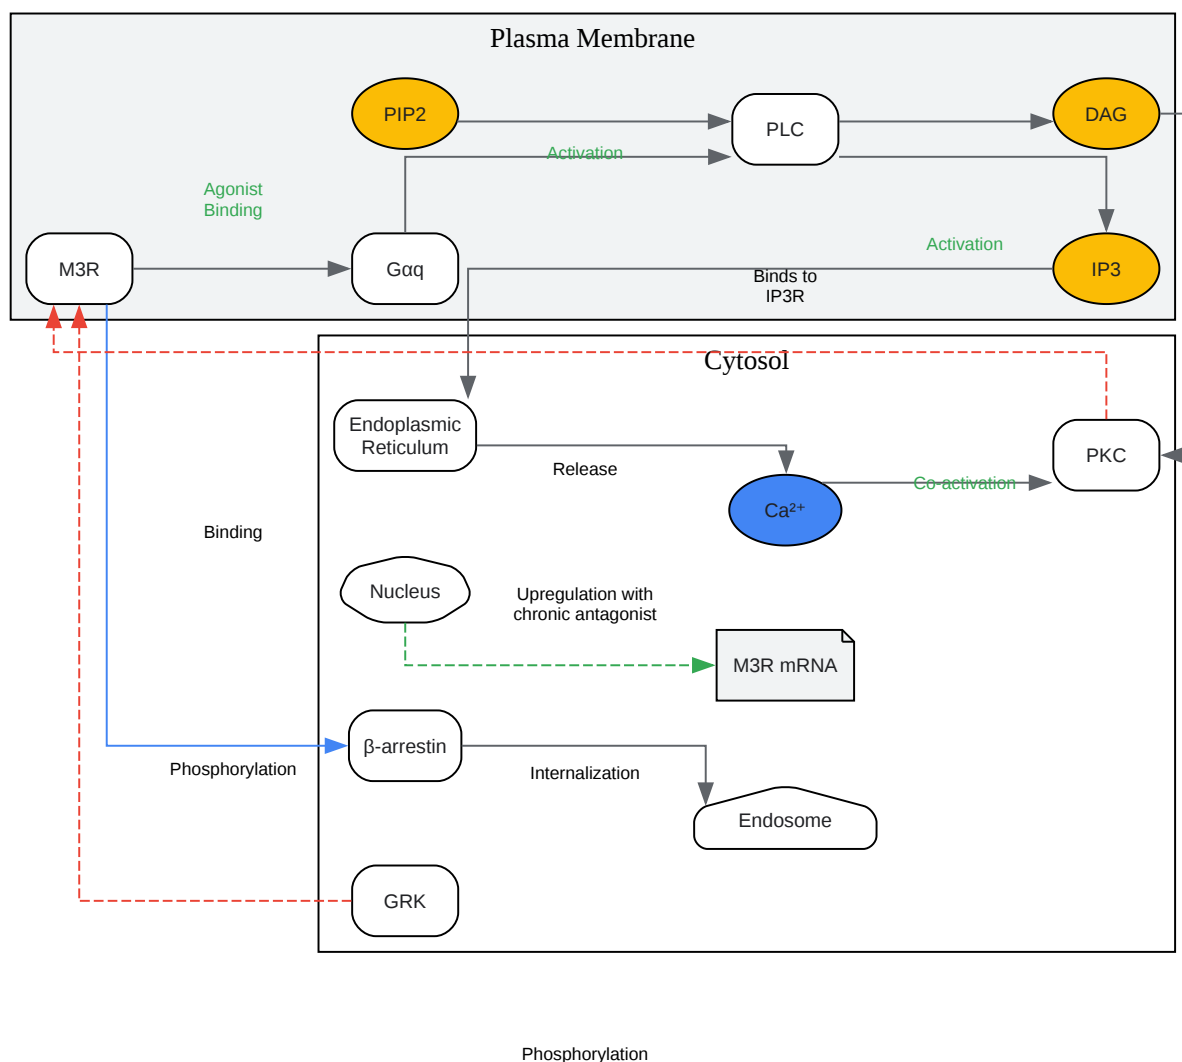 Plasma Membrane
PIP2
PLC
DAG
Activation
Agonist
Binding
M3R
Gαq
Activation
IP3
Binds to
IP3R
Cytosol
Endoplasmic
Reticulum
PKC
Release
Co-activation
Ca²⁺
Binding
Nucleus
Upregulation with
chronic antagonist
M3R mRNA
β-arrestin
Phosphorylation
Internalization
Endosome
GRK
Phosphorylation